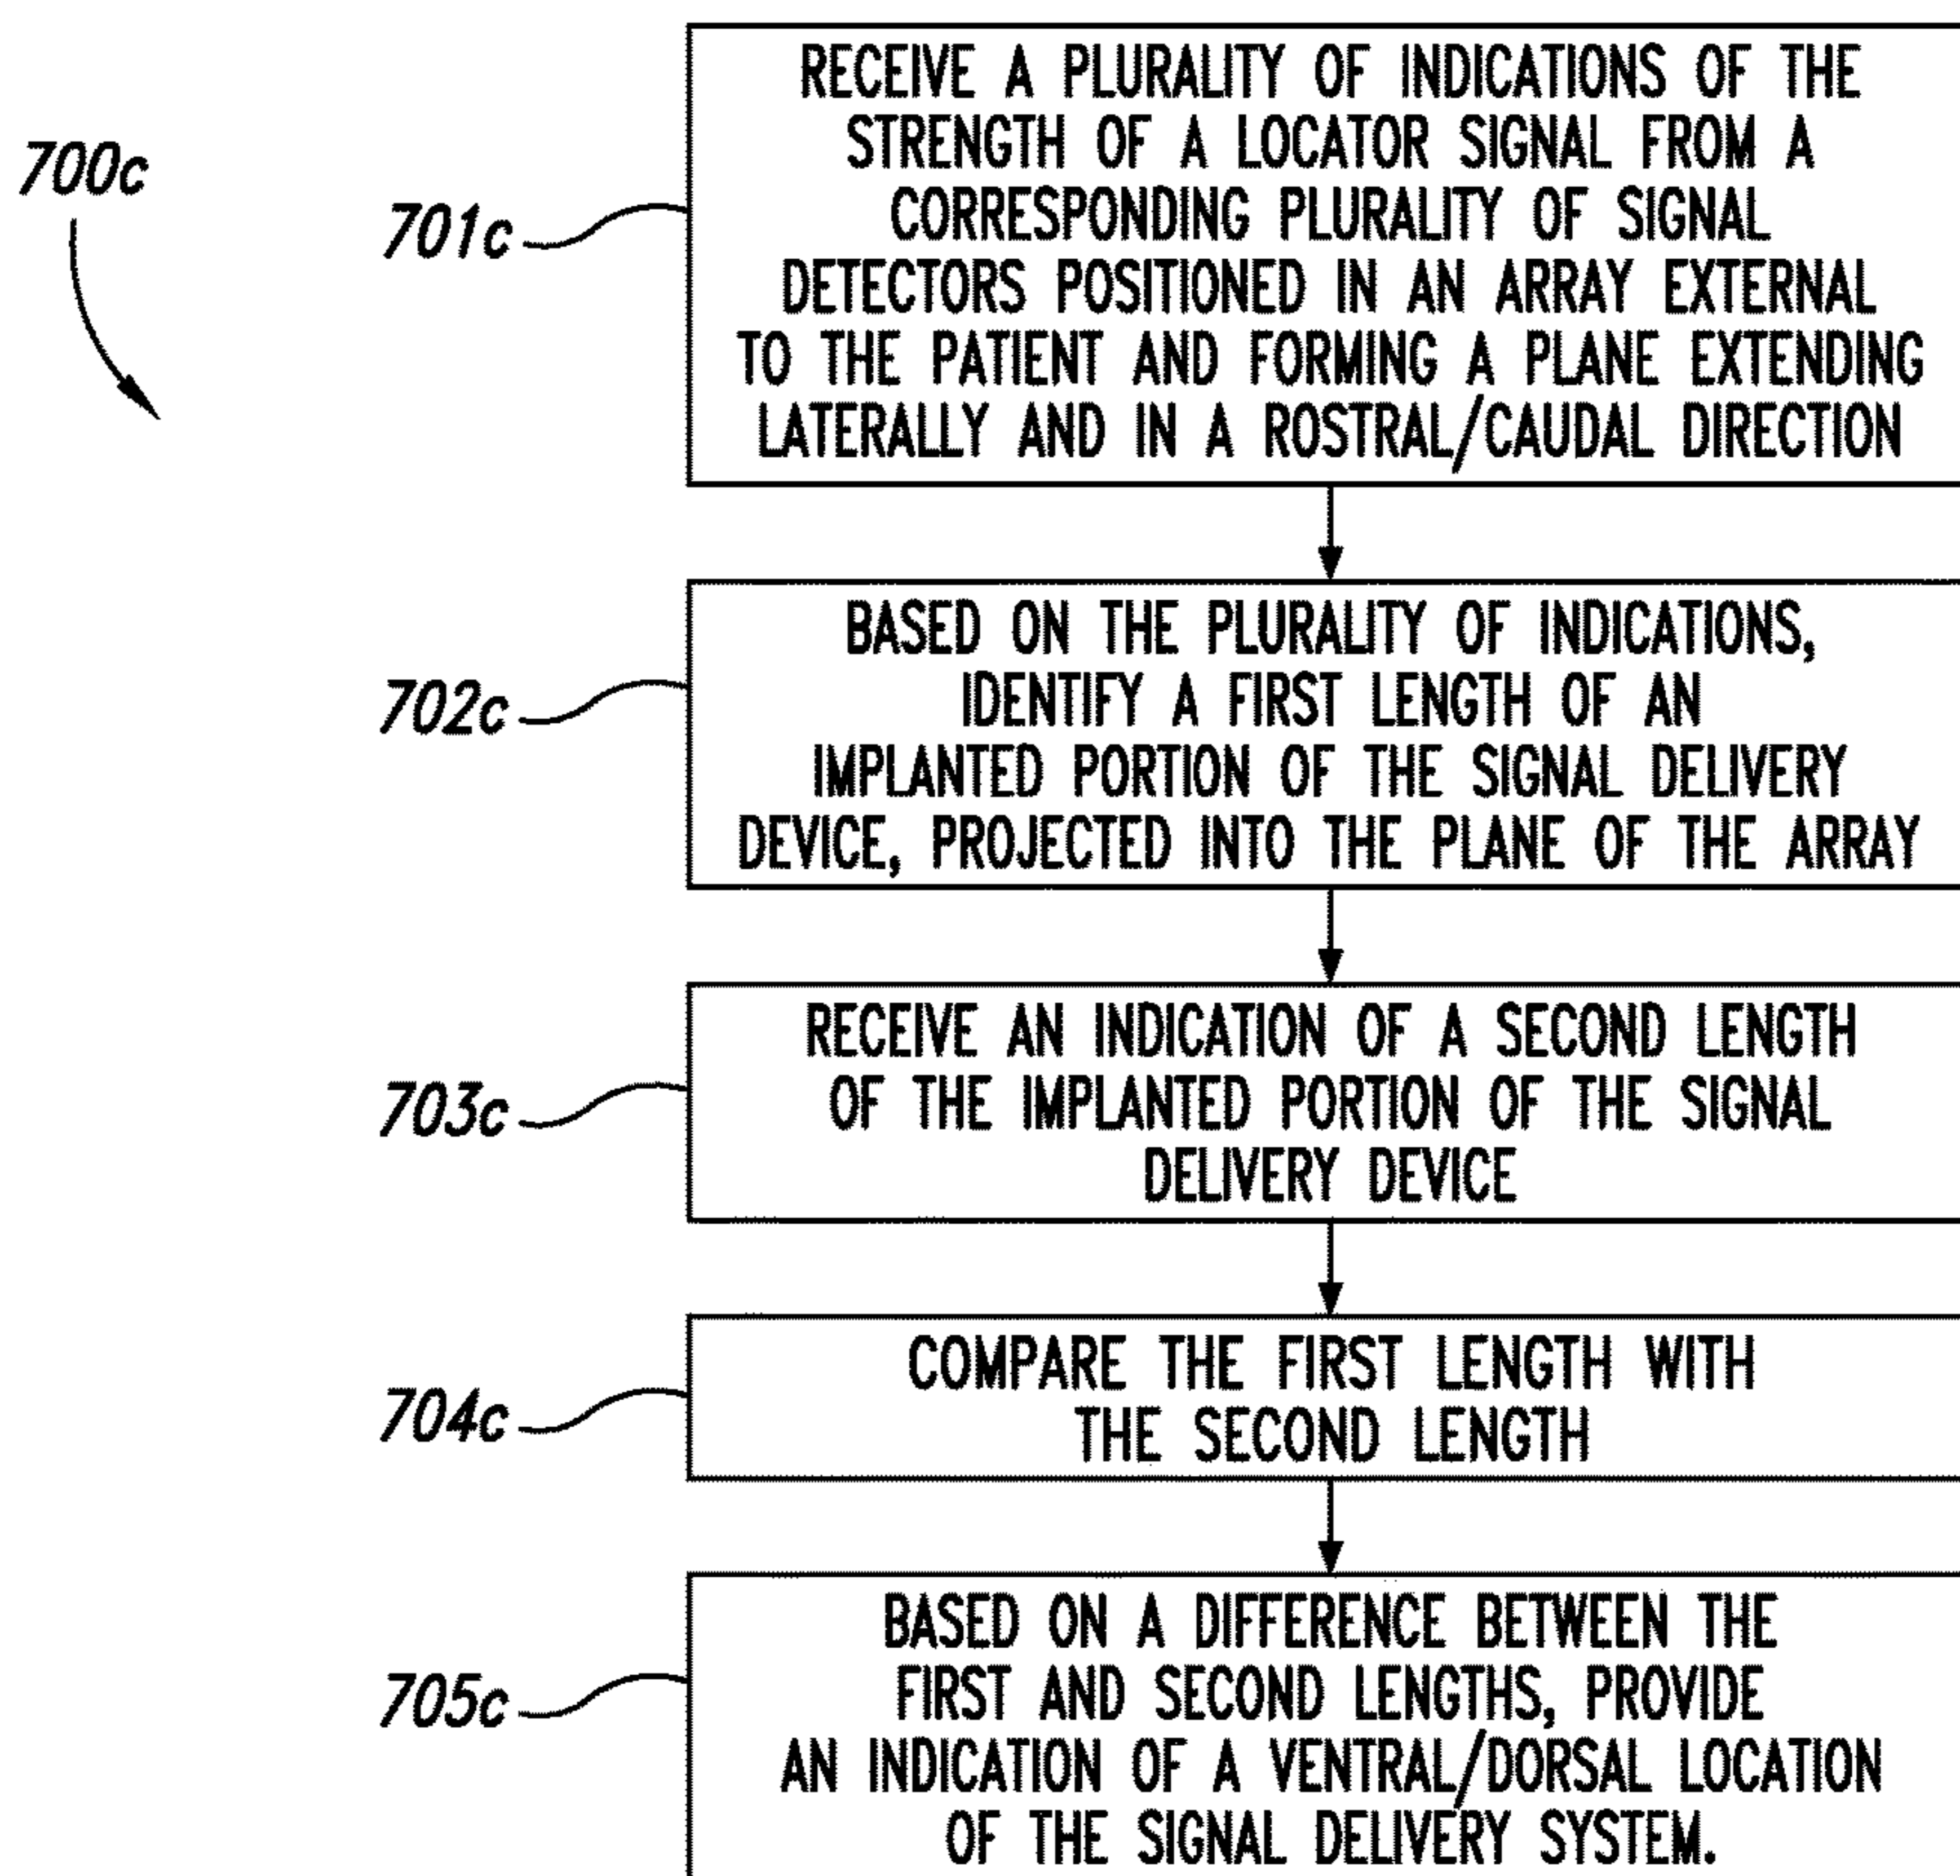 700c
701c
RECEIVE A PLURALITY OF INDICATIONS OF THE
STRENGTH OF A LOCATOR SIGNAL FROM A
CORRESPONDING PLURALITY OF SIGNAL
DETECTORS POSITIONED IN AN ARRAY EXTERNAL
TO THE PATIENT AND FORMING A PLANE EXTENDING
LATERALLY AND IN A ROSTRAL/CAUDAL DIRECTION
702c
BASED ON THE PLURALITY OF INDICATIONS,
IDENTIFY A FIRST LENGTH OF AN
IMPLANTED PORTION OF THE SIGNAL DELIVERY
DEVICE, PROJECTED INTO THE PLANE OF THE ARRAY
703c
RECEIVE AN INDICATION OF A SECOND LENGTH
OF THE IMPLANTED PORTION OF THE SIGNAL
DELIVERY DEVICE
704c
COMPARE THE FIRST LENGTH WITH
THE SECOND LENGTH
705c
BASED ON A DIFFERENCE BETWEEN THE
FIRST AND SECOND LENGTHS, PROVIDE
AN INDICATION OF A VENTRAL/DORSAL LOCATION
OF THE SIGNAL DELIVERY SYSTEM.